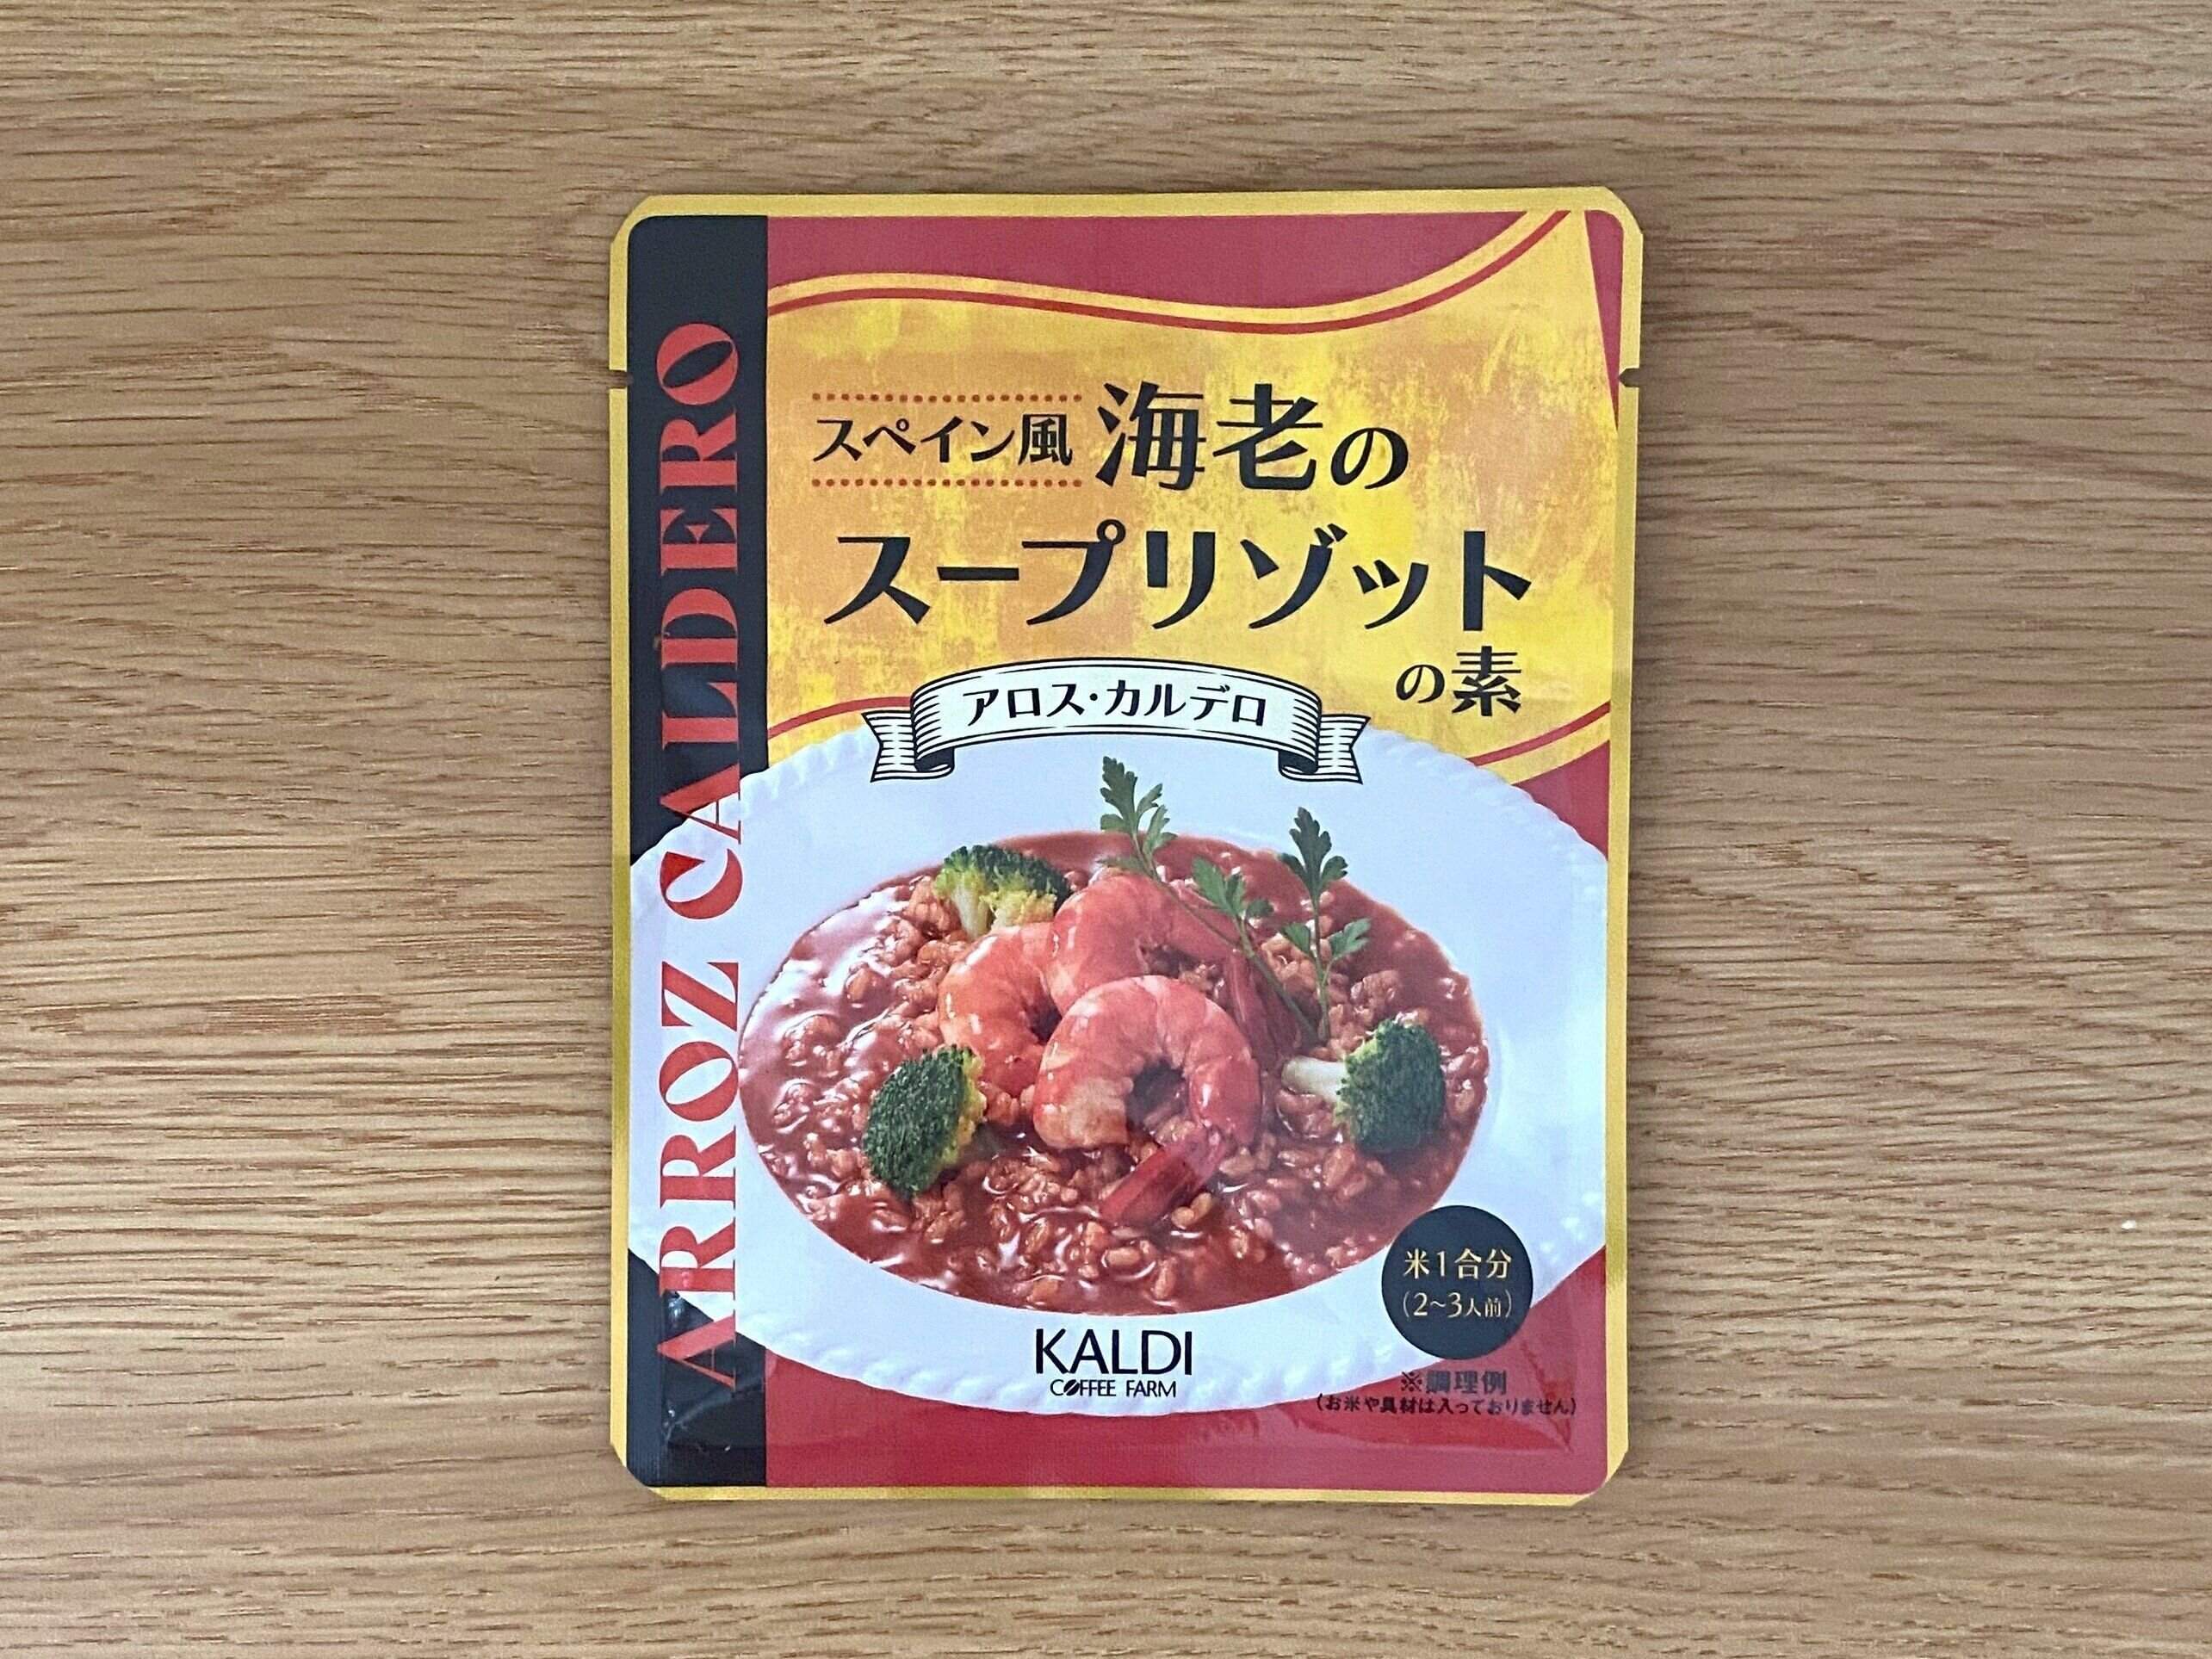 ARROZ CALDERO
スペイン風 海老の
スープリゾット
の素
アロス・カルデロ
米1合分
(2~3人前)
KALDI
COFFEE FARM
※調理例
(お米や具材は入っておりません)